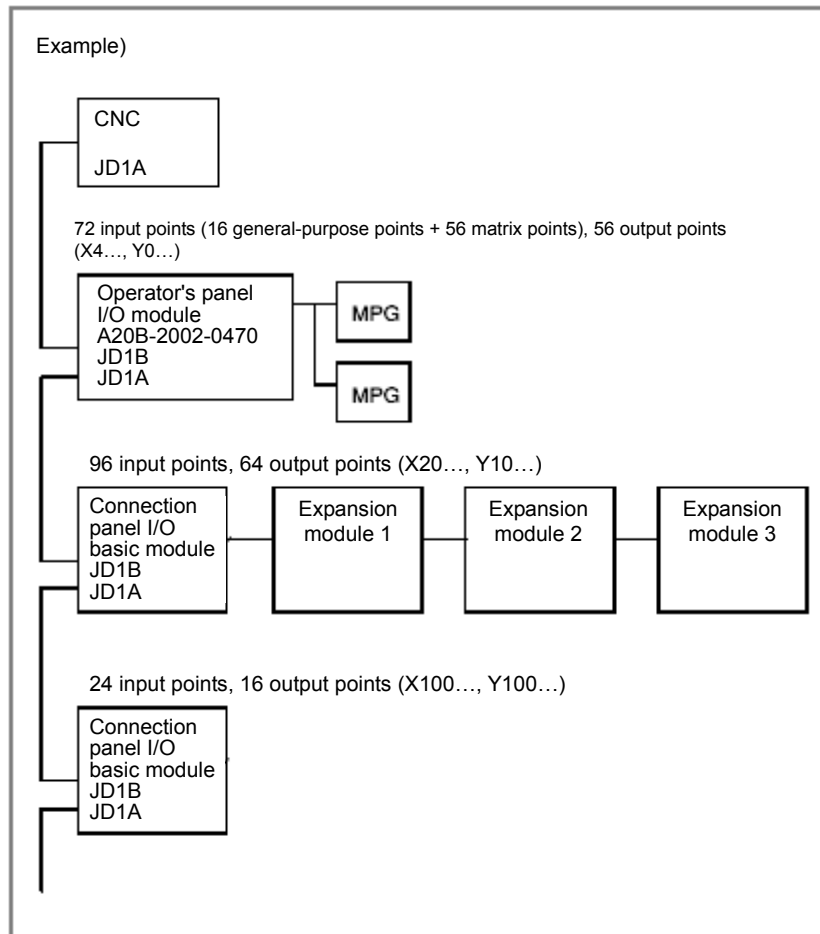 Example)
CNC
JD1A
72 input points (16 general-purpose points + 56 matrix points), 56 output points
(X4…, Y0…)
Operator's panel
I/O module
A20B-2002-0470
JD1B
JD1A
MPG
MPG
96 input points, 64 output points (X20…, Y10…)
Connection
panel I/O
basic module
JD1B
JD1A
Expansion
module 1
Expansion
module 2
Expansion
module 3
24 input points, 16 output points (X100…, Y100…)
Connection
panel I/O
basic module
JD1B
JD1A